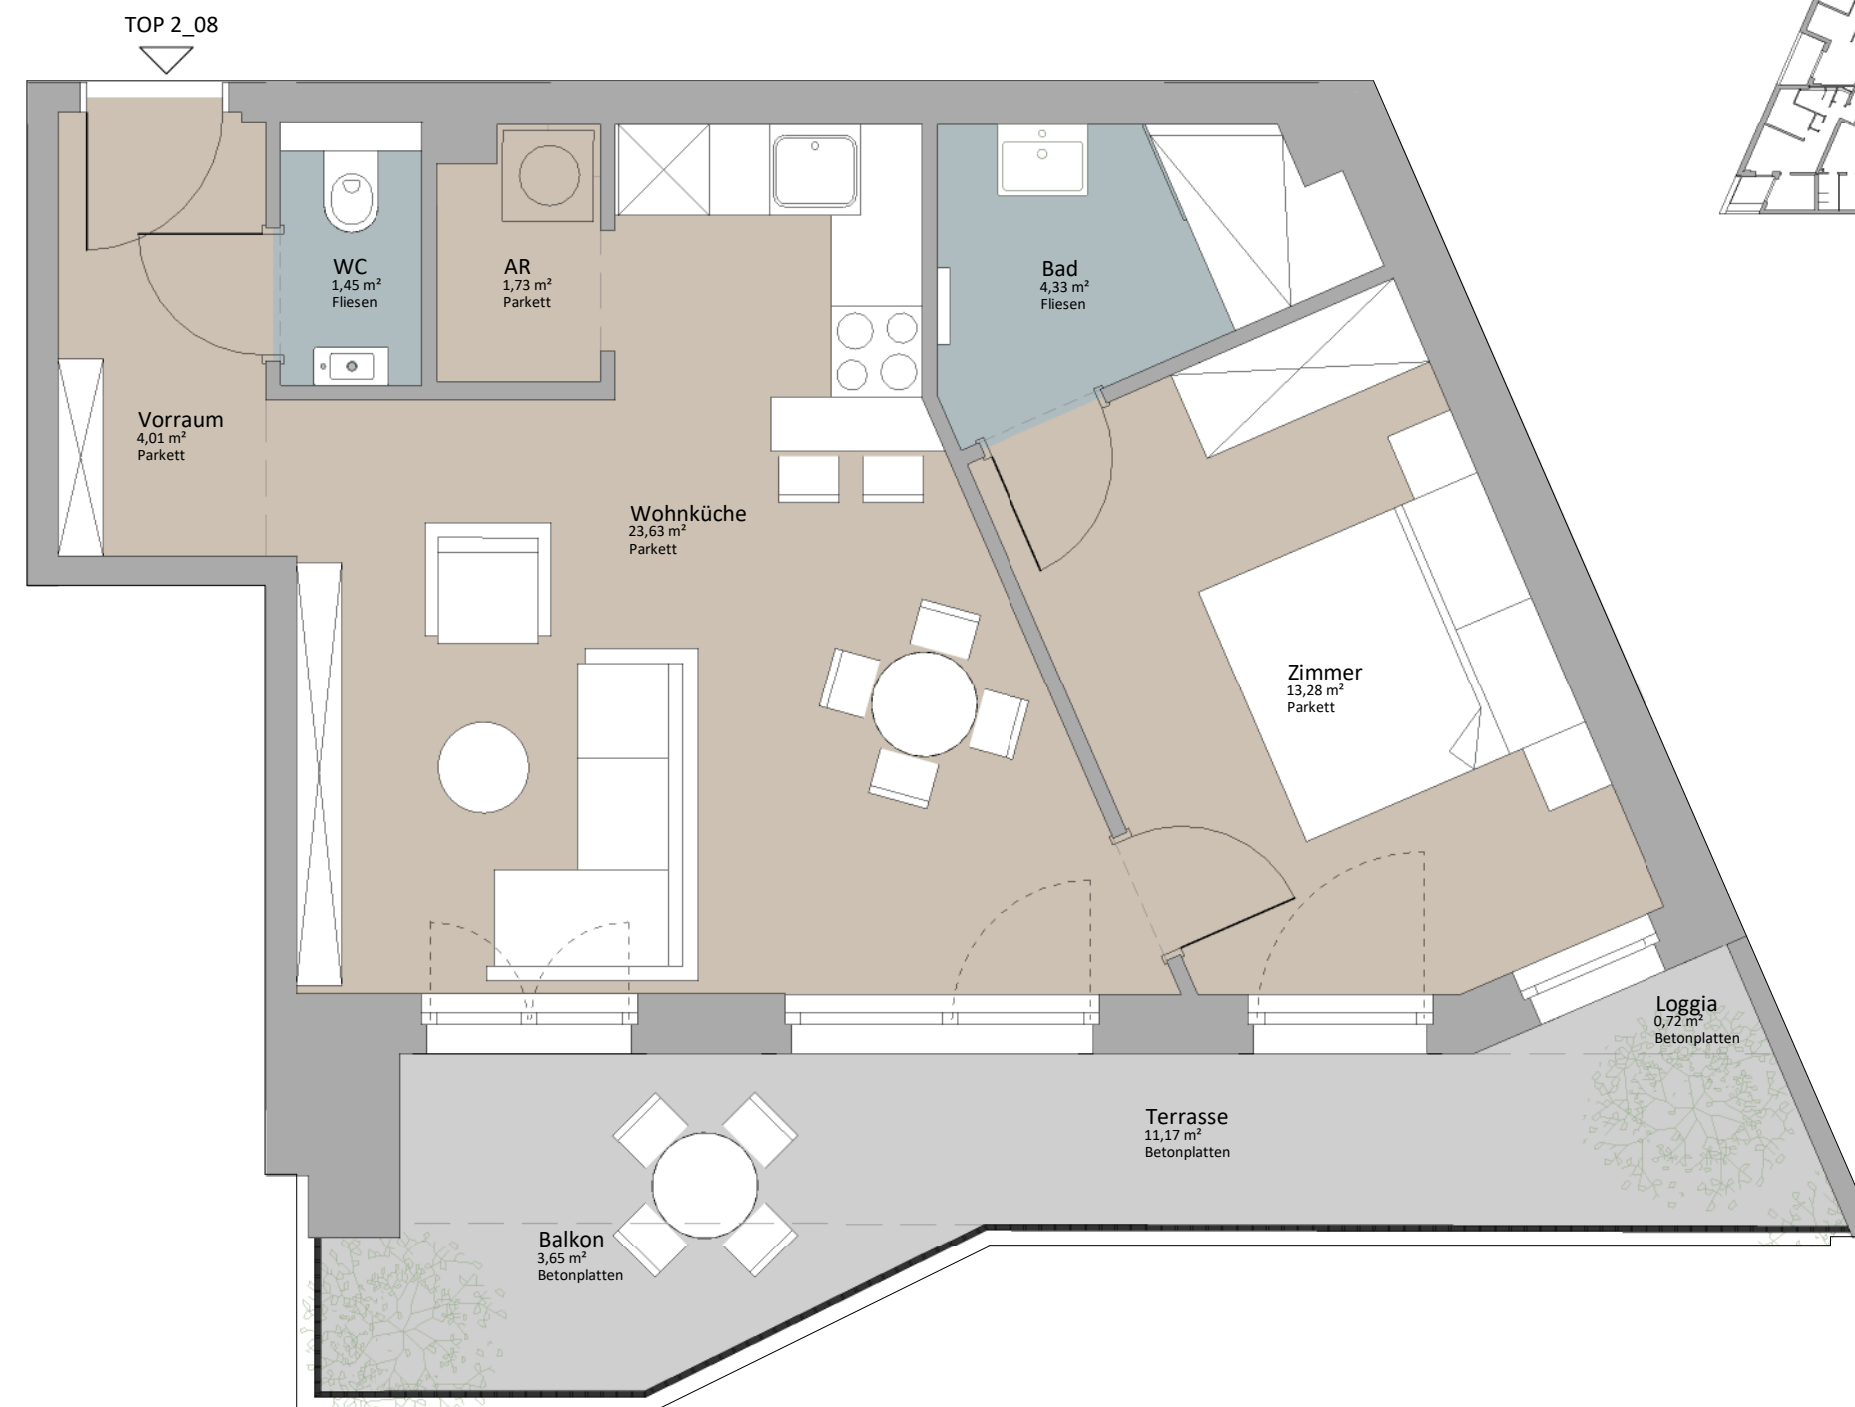 TOP 2_08
WC
1,45 m²
Fliesen
AR
1,73 m²
Parkett
Bad
4,33 m²
Fliesen
Vorraum
4,01 m²
Parkett
Wohnküche
23,63 m²
Parkett
Zimmer
13,28 m²
Parkett
Loggia
0,72 m²
Betonplatten
Terrasse
11,17 m²
Betonplatten
Balkon
3,65 m²
Betonplatten